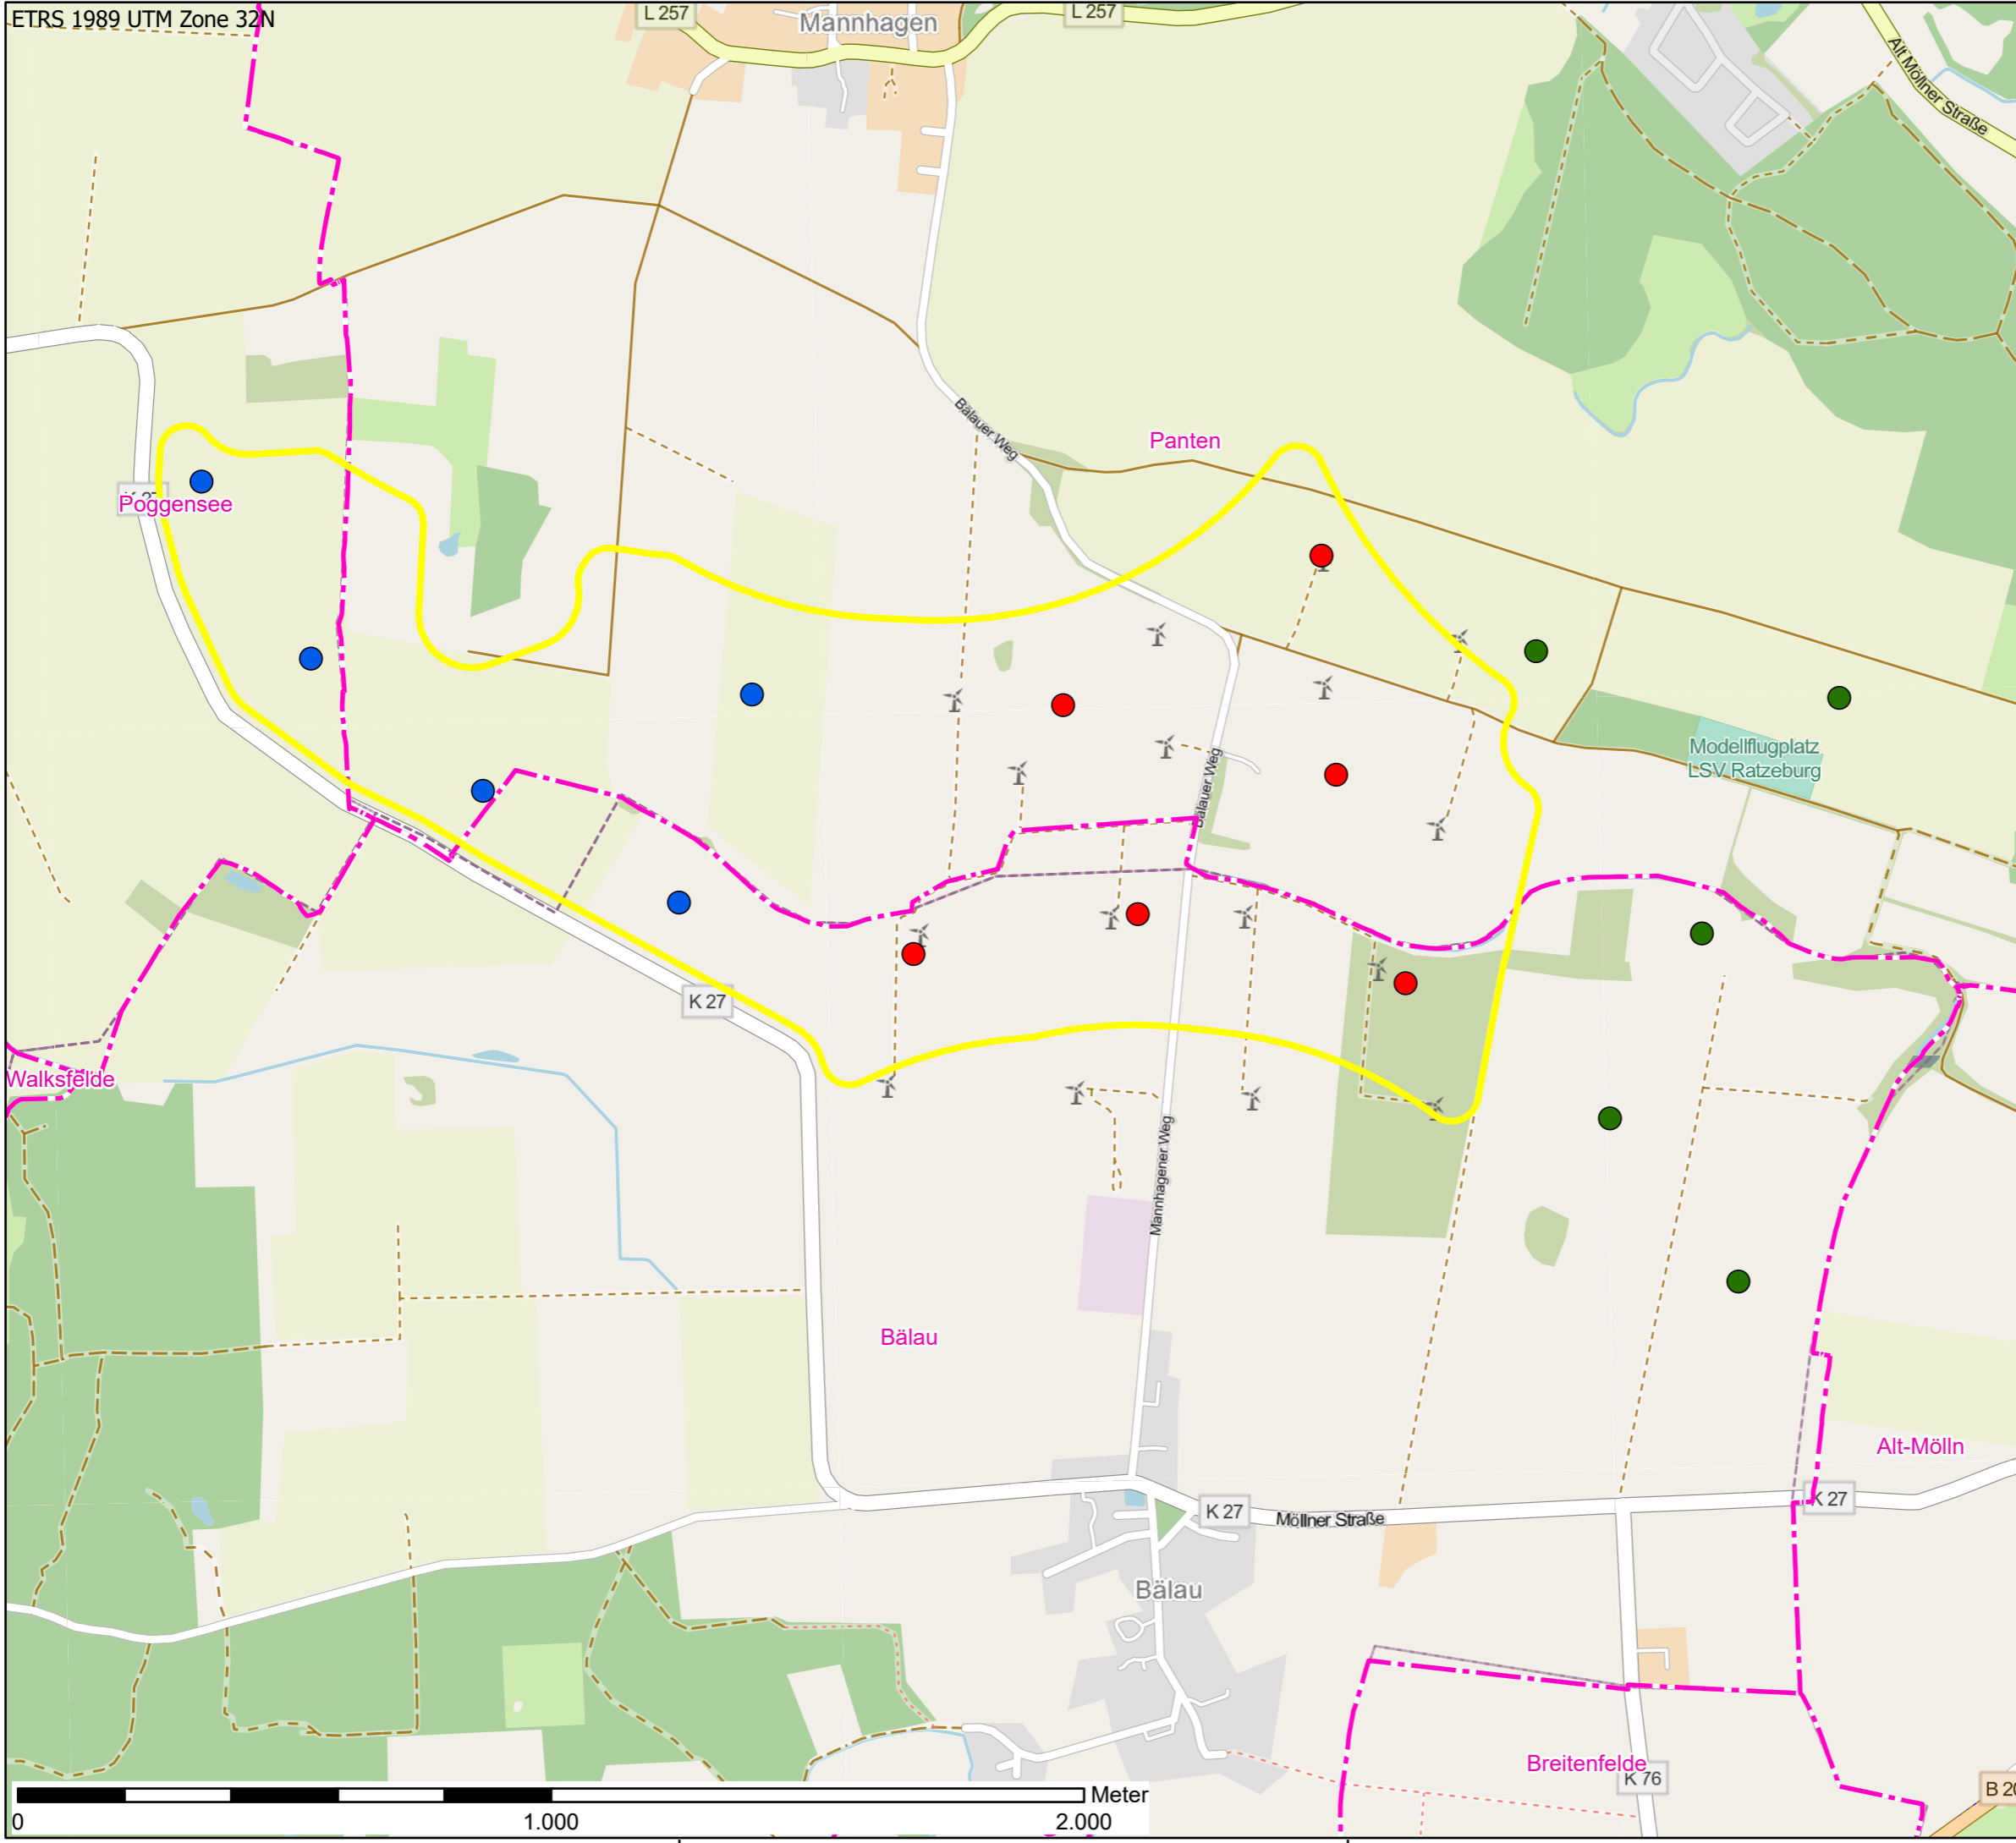 ETRS 1989 UTM Zone 32N
L 257
L 257
Mannhagen
Alt Möllner Straße
Bälauer Weg
Panten
Poggensee
Modellflugplatz
LSV Ratzeburg
Bälauer Weg
K 27
Walksfelde
Mannhagener Weg
Bälau
Alt-Mölln
K 27
K 27
Möllner Straße
Bälau
Breitenfelde
K 76
Meter
0
1.000
2.000